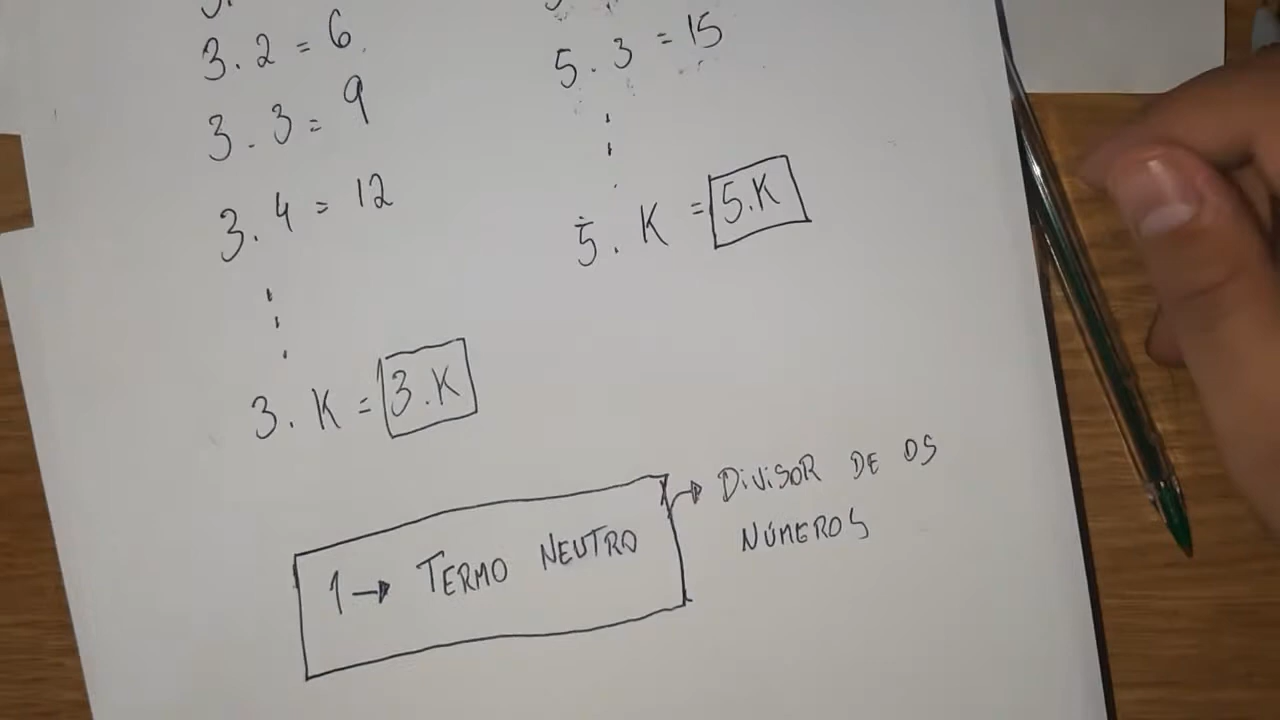 3.2 = 6
3.3 = 9
3.4 = 12
3.K = 3.K
5.3 = 15
5.K = 5.K
1→ TERMO NEUTRO
→ DIVISOR DE OS
NÚMEROS